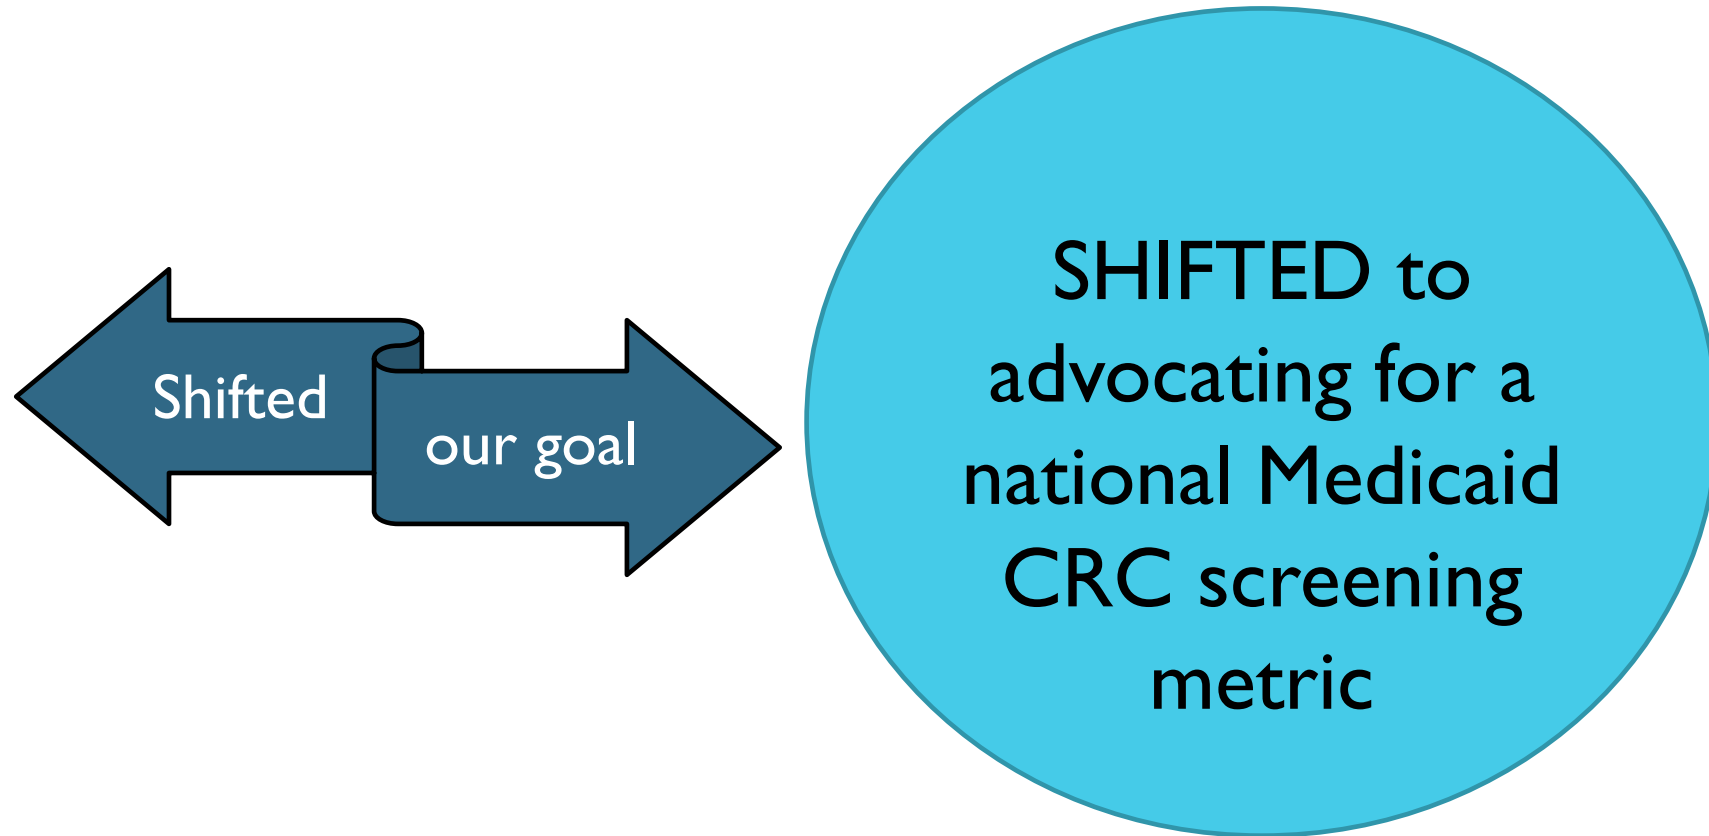 Shifted
our goal
SHIFTED to
advocating for a
national Medicaid
CRC screening
metric